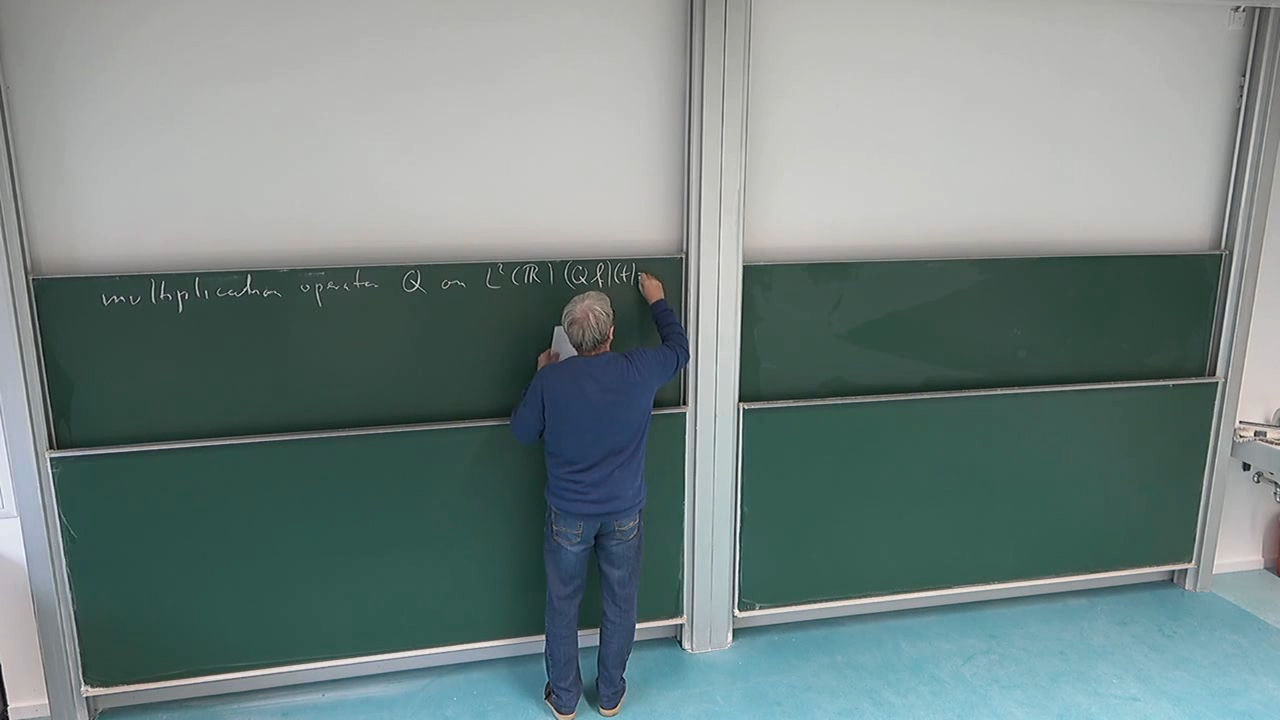 multiplication operator Q on L²(ℝ) (Qf)(t)=